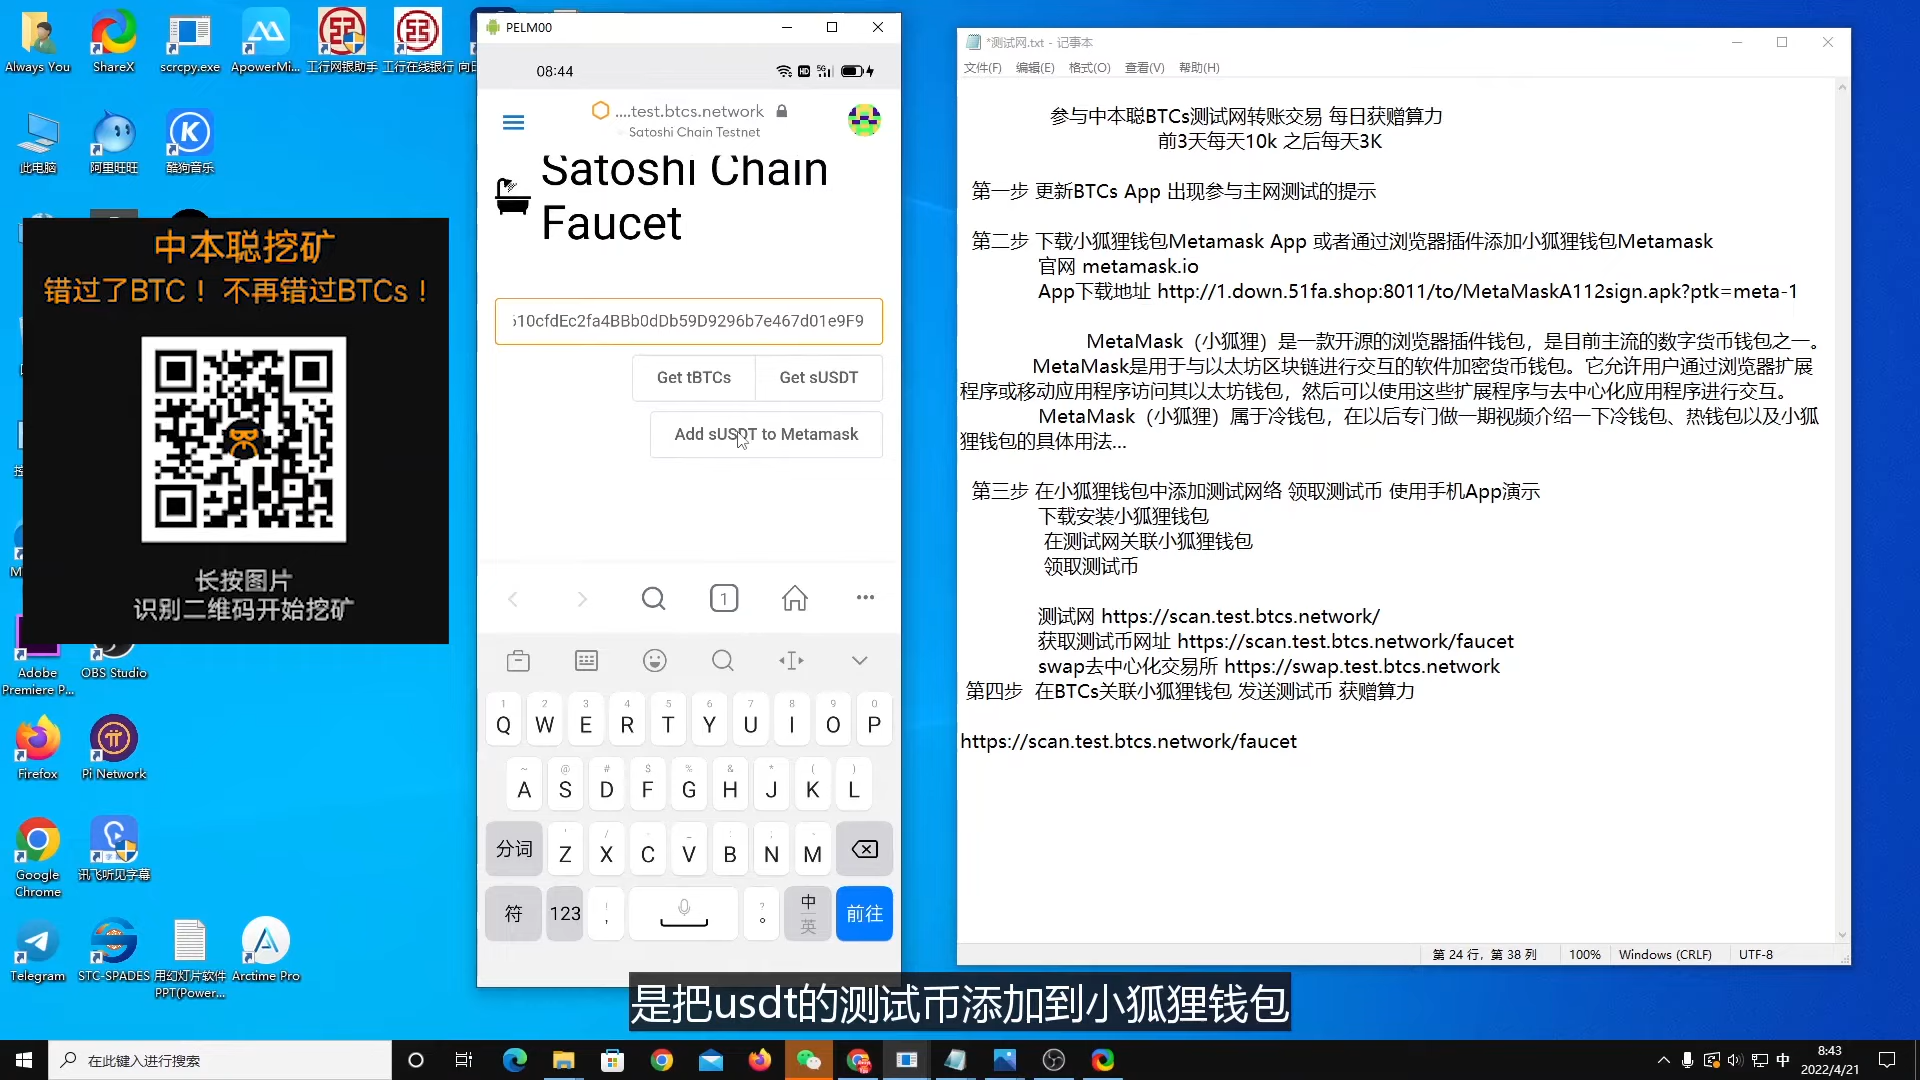 Always You
ShareX
scrcpy.exe
ApowerMi...
工行网银助手
工行在线银行
此电脑
阿里旺旺
酷狗音乐
中本聪挖矿
错过了BTC！ 不再错过BTCs！
长按图片
识别二维码开始挖矿
Adobe
Premiere P...
OBS Studio
Firefox
Pi Network
Google
Chrome
讯飞听见字幕
Telegram
STC-SPADES
用幻灯片软件
PPT(Power...
Arctime Pro
PELM00
08:44
HD
5G
....test.btcs.network
Satoshi Chain Testnet
Satoshi Chain
Faucet
10cfdEc2fa4BBb0dDb59D9296b7e467d01e9F9
Get tBTCs
Get sUSDT
Add sUSDT to Metamask
1
1 2 3 4 5 6 7 8 9 0
Q W E R T Y U I O P
A S D F G H J K L
分词 Z X C V B N M
符 123 , 。 中 英 前往
*测试网.txt - 记事本
文件(F) 编辑(E) 格式(O) 查看(V) 帮助(H)
参与中本聪BTCs测试网转账交易 每日获赠算力
前3天每天10k 之后每天3K
第一步 更新BTCs App 出现参与主网测试的提示
第二步 下载小狐狸钱包Metamask App 或者通过浏览器插件添加小狐狸钱包Metamask
官网 metamask.io
App下载地址 http://1.down.51fa.shop:8011/to/MetaMaskA112sign.apk?ptk=meta-1
MetaMask（小狐狸）是一款开源的浏览器插件钱包，是目前主流的数字货币钱包之一。
MetaMask是用于与以太坊区块链进行交互的软件加密货币钱包。它允许用户通过浏览器扩展
程序或移动应用程序访问其以太坊钱包，然后可以使用这些扩展程序与去中心化应用程序进行交互。
MetaMask（小狐狸）属于冷钱包，在以后专门做一期视频介绍一下冷钱包、热钱包以及小狐
狸钱包的具体用法...
第三步 在小狐狸钱包中添加测试网络 领取测试币 使用手机App演示
下载安装小狐狸钱包
在测试网关联小狐狸钱包
领取测试币
测试网 https://scan.test.btcs.network/
获取测试币网址 https://scan.test.btcs.network/faucet
swap去中心化交易所 https://swap.test.btcs.network
第四步 在BTCs关联小狐狸钱包 发送测试币 获赠算力
https://scan.test.btcs.network/faucet
第 24 行，第 38 列 100% Windows (CRLF) UTF-8
是把usdt的测试币添加到小狐狸钱包
在此键入进行搜索
中
8:43
2022/4/21